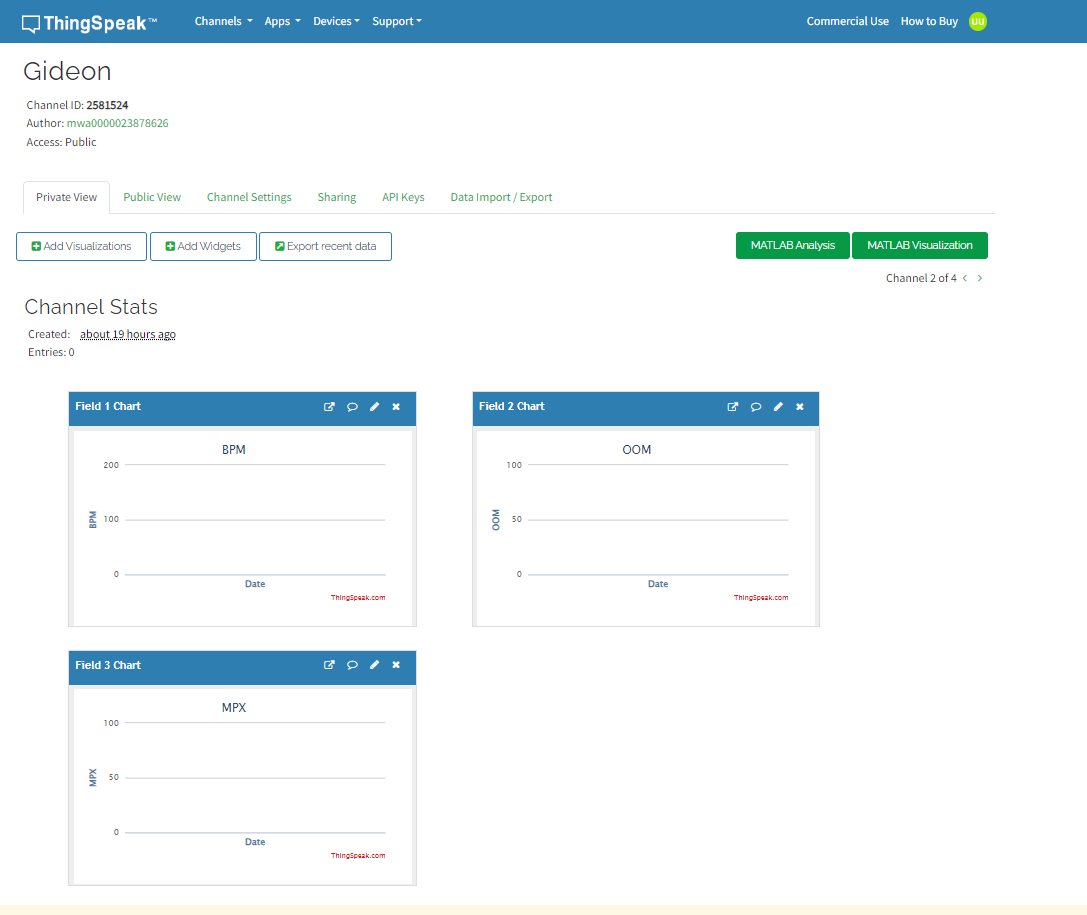 ThingSpeak™ Channels Apps Devices Support Commercial Use How to Buy UU
Gideon
Channel ID: 2581524
Author: mwa0000023878626
Access: Public
Private View Public View Channel Settings Sharing API Keys Data Import / Export
Add Visualizations Add Widgets Export recent data MATLAB Analysis MATLAB Visualization
Channel 2 of 4 < >
Channel Stats
Created: about 19 hours ago
Entries: 0
Field 1 Chart
BPM
200
100
0
BPM
Date
ThingSpeak.com
Field 2 Chart
OOM
100
50
0
OOM
Date
ThingSpeak.com
Field 3 Chart
MPX
100
50
0
MPX
Date
ThingSpeak.com